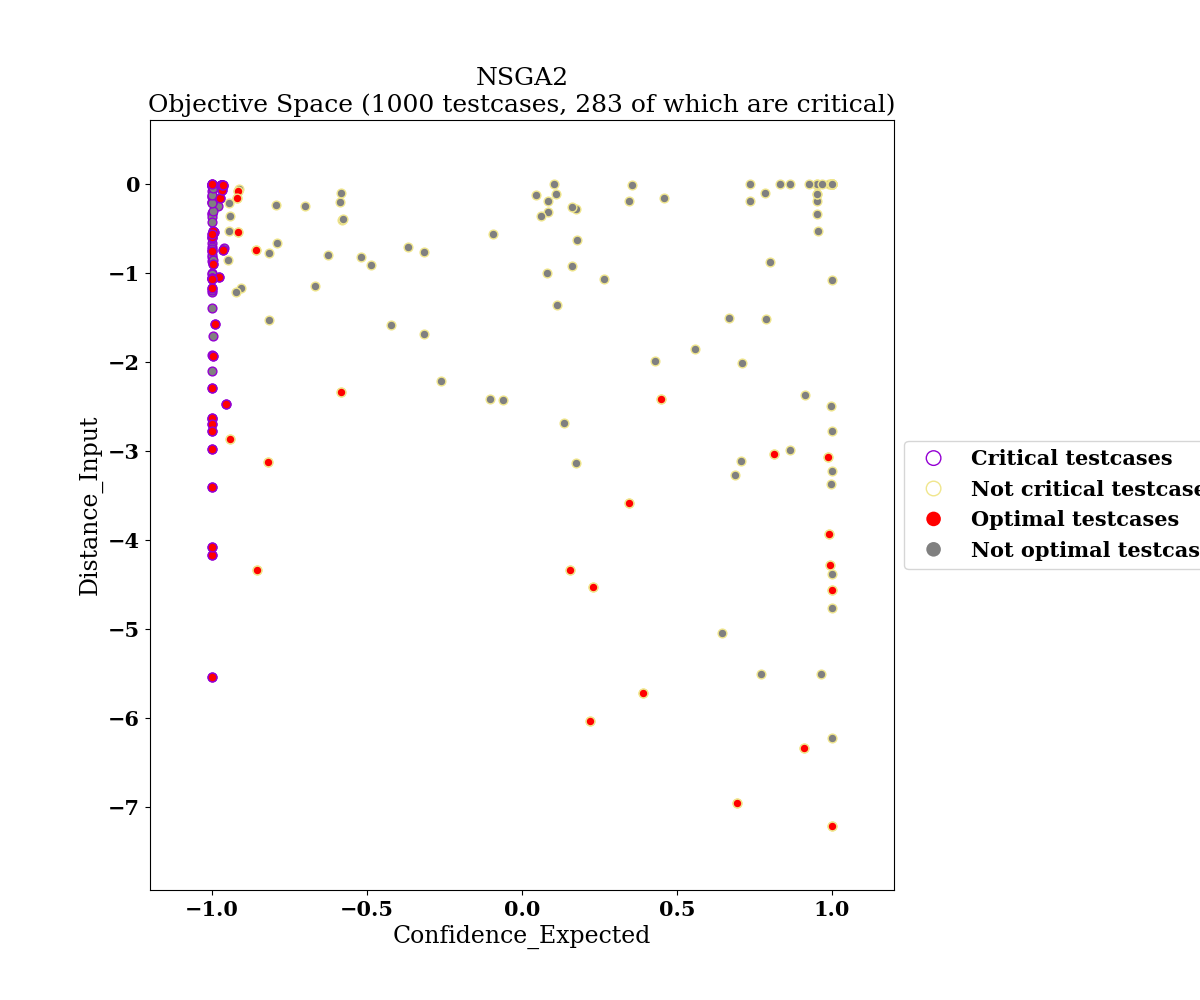 NSGA2
Objective Space (1000 testcases, 283 of which are critical)
0
−1
−2
−3
−4
−5
−6
−7
Distance_Input
−1.0
−0.5
0.0
0.5
1.0
Confidence_Expected
Critical testcases
Not critical testcase
Optimal testcases
Not optimal testcas